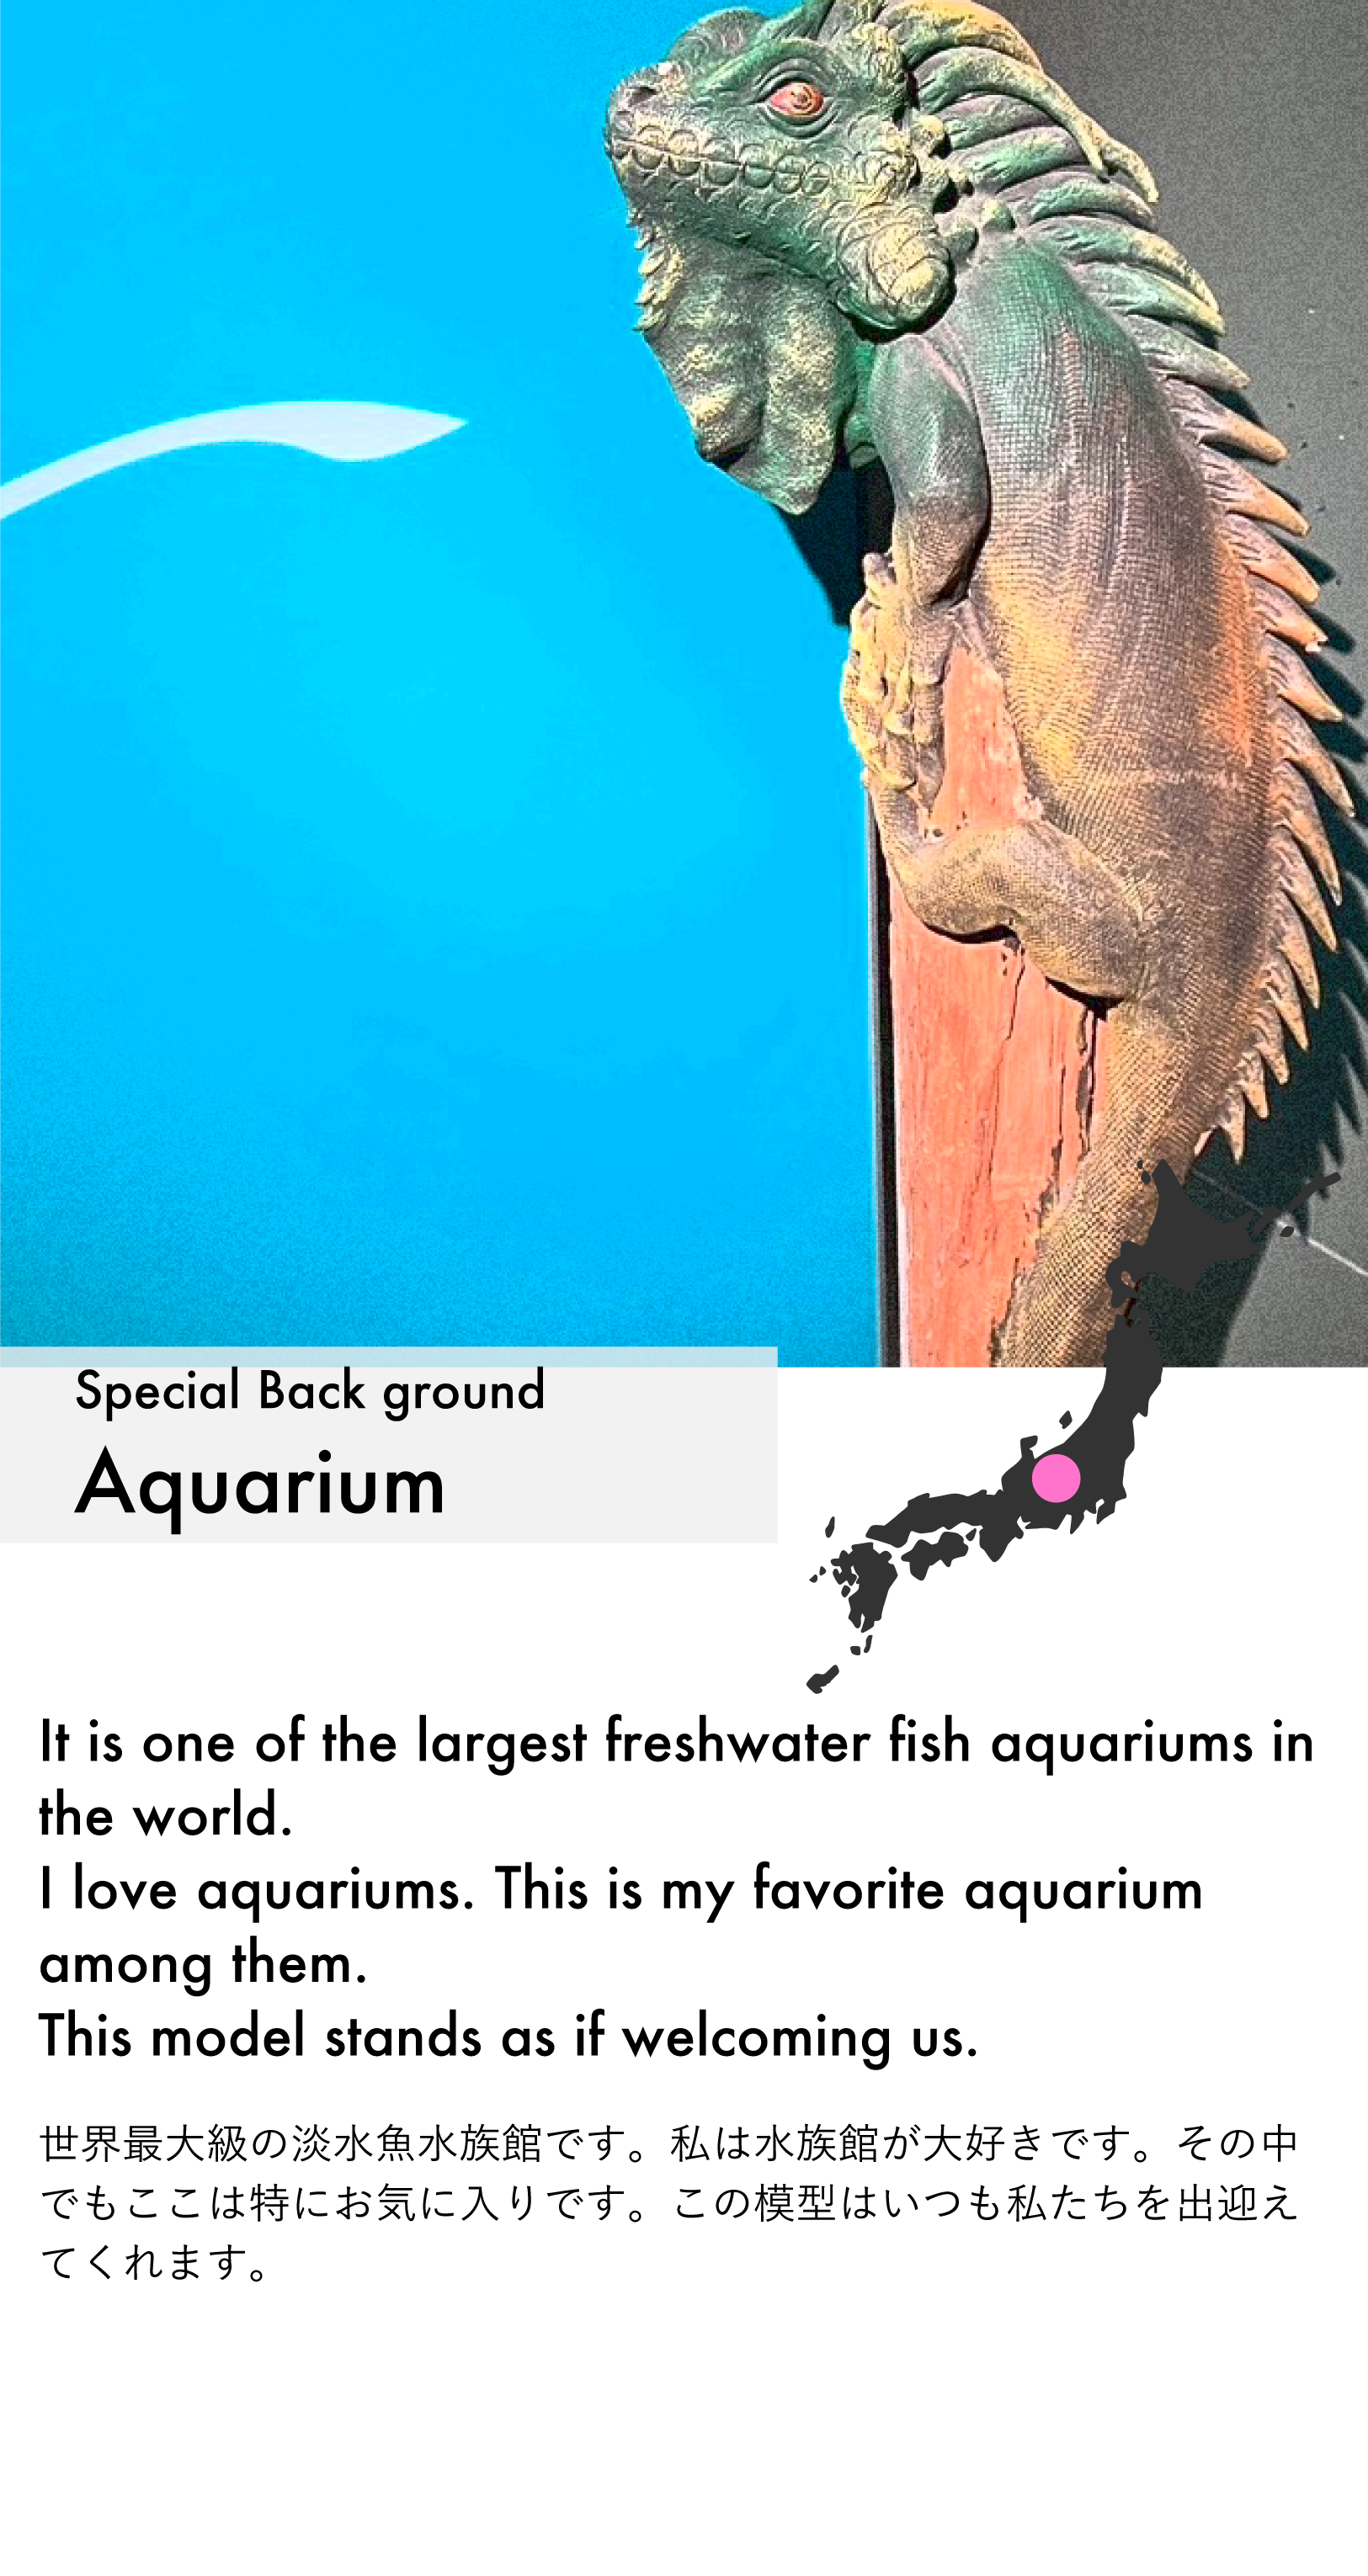 Special Back ground
Aquarium
It is one of the largest freshwater fish aquariums in
the world.
I love aquariums. This is my favorite aquarium
among them.
This model stands as if welcoming us.
世界最大級の淡水魚水族館です。私は水族館が大好きです。その中
でもここは特にお気に入りです。この模型はいつも私たちを出迎え
てくれます。